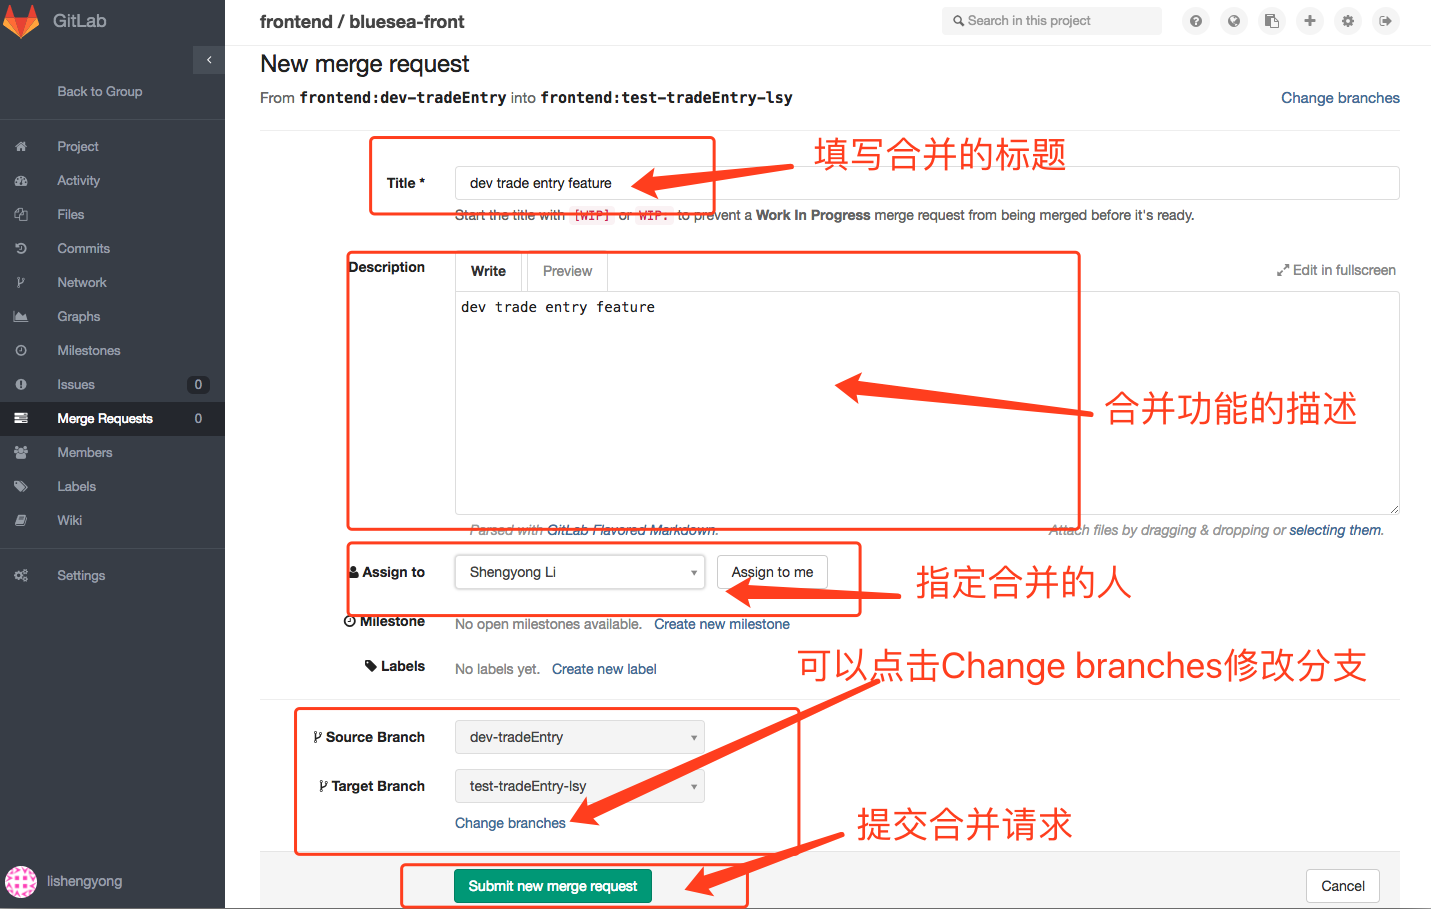 GitLab
frontend / bluesea-front
Search in this project
Back to Group
Project
Activity
Files
Commits
Network
Graphs
Milestones
Issues 0
Merge Requests 0
Members
Labels
Wiki
Settings
lishengyong
New merge request
From frontend:dev-tradeEntry into frontend:test-tradeEntry-lsy
Change branches
填写合并的标题
Title * dev trade entry feature
Start the title with [WIP] or WIP: to prevent a Work In Progress merge request from being merged before it's ready.
Description Write Preview Edit in fullscreen
dev trade entry feature
合并功能的描述
Parsed with GitLab Flavored Markdown. Attach files by dragging & dropping or selecting them.
Assign to Shengyong Li Assign to me
指定合并的人
Milestone No open milestones available. Create new milestone
Labels No labels yet. Create new label
可以点击Change branches修改分支
Source Branch dev-tradeEntry
Target Branch test-tradeEntry-lsy
Change branches
提交合并请求
Submit new merge request Cancel